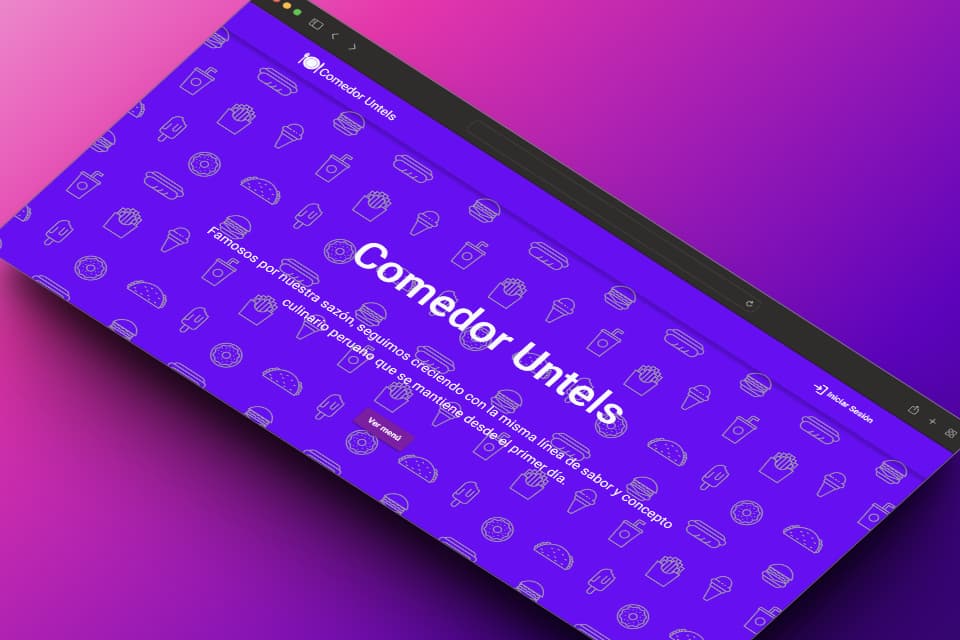 Comedor Untels
Iniciar Sesión
Comedor Untels
Famosos por nuestra sazón, seguimos creciendo con la misma línea de sabor y concepto
culinario peruano que se mantiene desde el primer día.
Ver menú